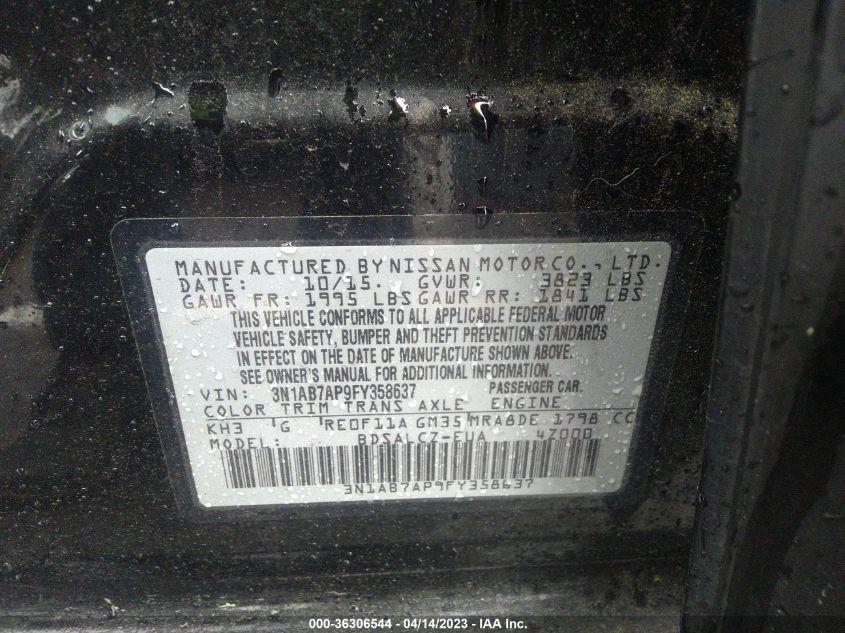 MANUFACTURED BY NISSAN MOTOR CO., LTD.
DATE: 10/15. GVWR: 3823 LBS
GAWR FR: 1995 LBS GAWR RR: 1841 LBS
THIS VEHICLE CONFORMS TO ALL APPLICABLE FEDERAL MOTOR
VEHICLE SAFETY, BUMPER AND THEFT PREVENTION STANDARDS
IN EFFECT ON THE DATE OF MANUFACTURE SHOWN ABOVE.
SEE OWNER'S MANUAL FOR ADDITIONAL INFORMATION.
VIN: 3N1AB7AP9FY358637 PASSENGER CAR.
COLOR TRIM TRANS AXLE ENGINE
KH3 G RE0F11A GM35 MRA8DE 1798 CC
MODEL: BDSALCZ-EUA 4Z000
3N1AB7AP9FY358637
000-36306544 - 04/14/2023 - IAA Inc.